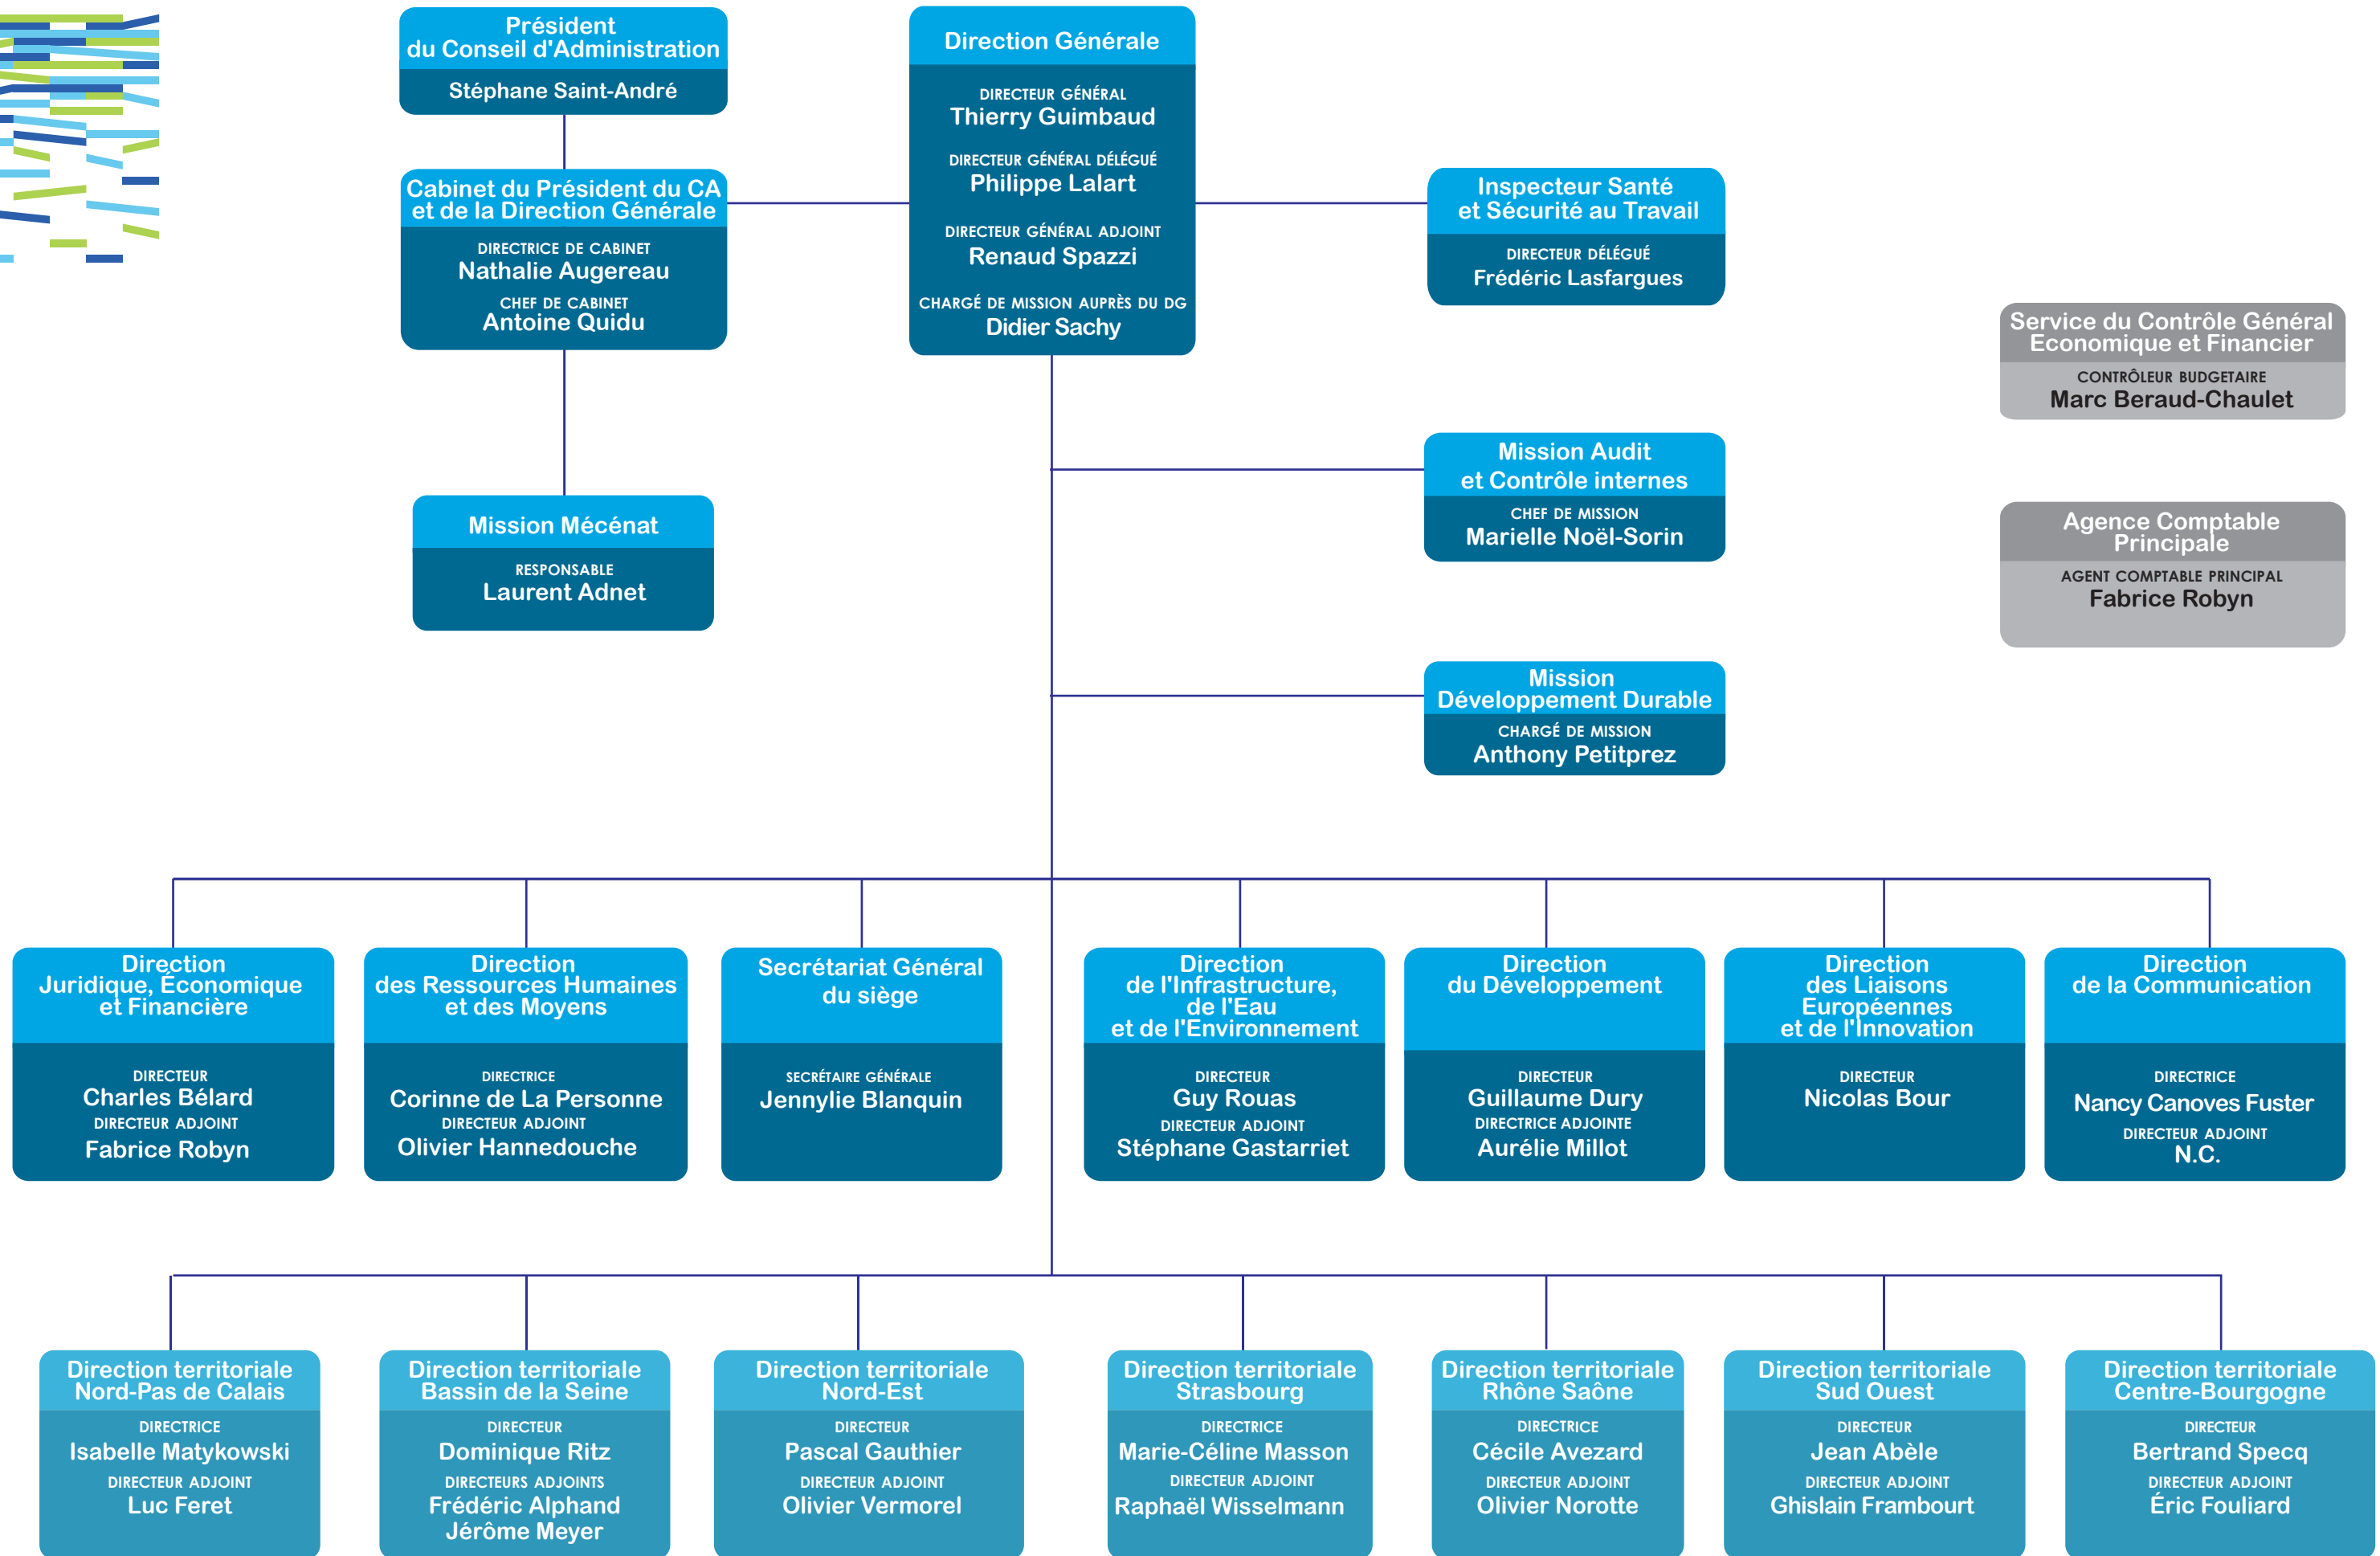 Président
du Conseil d'Administration
Stéphane Saint-André
Direction Générale
DIRECTEUR GÉNÉRAL
Thierry Guimbaud
DIRECTEUR GÉNÉRAL DÉLÉGUÉ
Philippe Lalart
DIRECTEUR GÉNÉRAL ADJOINT
Renaud Spazzi
CHARGÉ DE MISSION AUPRÈS DU DG
Didier Sachy
Cabinet du Président du CA
et de la Direction Générale
DIRECTRICE DE CABINET
Nathalie Augereau
CHEF DE CABINET
Antoine Quidu
Inspecteur Santé
et Sécurité au Travail
DIRECTEUR DÉLÉGUÉ
Frédéric Lasfargues
Service du Contrôle Général
Economique et Financier
CONTRÔLEUR BUDGETAIRE
Marc Beraud-Chaulet
Mission Audit
et Contrôle internes
CHEF DE MISSION
Marielle Noël-Sorin
Mission Mécénat
RESPONSABLE
Laurent Adnet
Agence Comptable
Principale
AGENT COMPTABLE PRINCIPAL
Fabrice Robyn
Mission
Développement Durable
CHARGÉ DE MISSION
Anthony Petitprez
Direction
Juridique, Économique
et Financière
DIRECTEUR
Charles Bélard
DIRECTEUR ADJOINT
Fabrice Robyn
Direction
des Ressources Humaines
et des Moyens
DIRECTRICE
Corinne de La Personne
DIRECTEUR ADJOINT
Olivier Hannedouche
Secrétariat Général
du siège
SECRÉTAIRE GÉNÉRALE
Jennylie Blanquin
Direction
de l'Infrastructure,
de l'Eau
et de l'Environnement
DIRECTEUR
Guy Rouas
DIRECTEUR ADJOINT
Stéphane Gastarriet
Direction
du Développement
DIRECTEUR
Guillaume Dury
DIRECTRICE ADJOINTE
Aurélie Millot
Direction
des Liaisons
Européennes
et de l'Innovation
DIRECTEUR
Nicolas Bour
Direction
de la Communication
DIRECTRICE
Nancy Canoves Fuster
DIRECTEUR ADJOINT
N.C.
Direction territoriale
Nord-Pas de Calais
DIRECTRICE
Isabelle Matykowski
DIRECTEUR ADJOINT
Luc Feret
Direction territoriale
Bassin de la Seine
DIRECTEUR
Dominique Ritz
DIRECTEURS ADJOINTS
Frédéric Alphand
Jérôme Meyer
Direction territoriale
Nord-Est
DIRECTEUR
Pascal Gauthier
DIRECTEUR ADJOINT
Olivier Vermorel
Direction territoriale
Strasbourg
DIRECTRICE
Marie-Céline Masson
DIRECTEUR ADJOINT
Raphaël Wisselmann
Direction territoriale
Rhône Saône
DIRECTRICE
Cécile Avezard
DIRECTEUR ADJOINT
Olivier Norotte
Direction territoriale
Sud Ouest
DIRECTEUR
Jean Abèle
DIRECTEUR ADJOINT
Ghislain Frambourt
Direction territoriale
Centre-Bourgogne
DIRECTEUR
Bertrand Specq
DIRECTEUR ADJOINT
Éric Fouliard